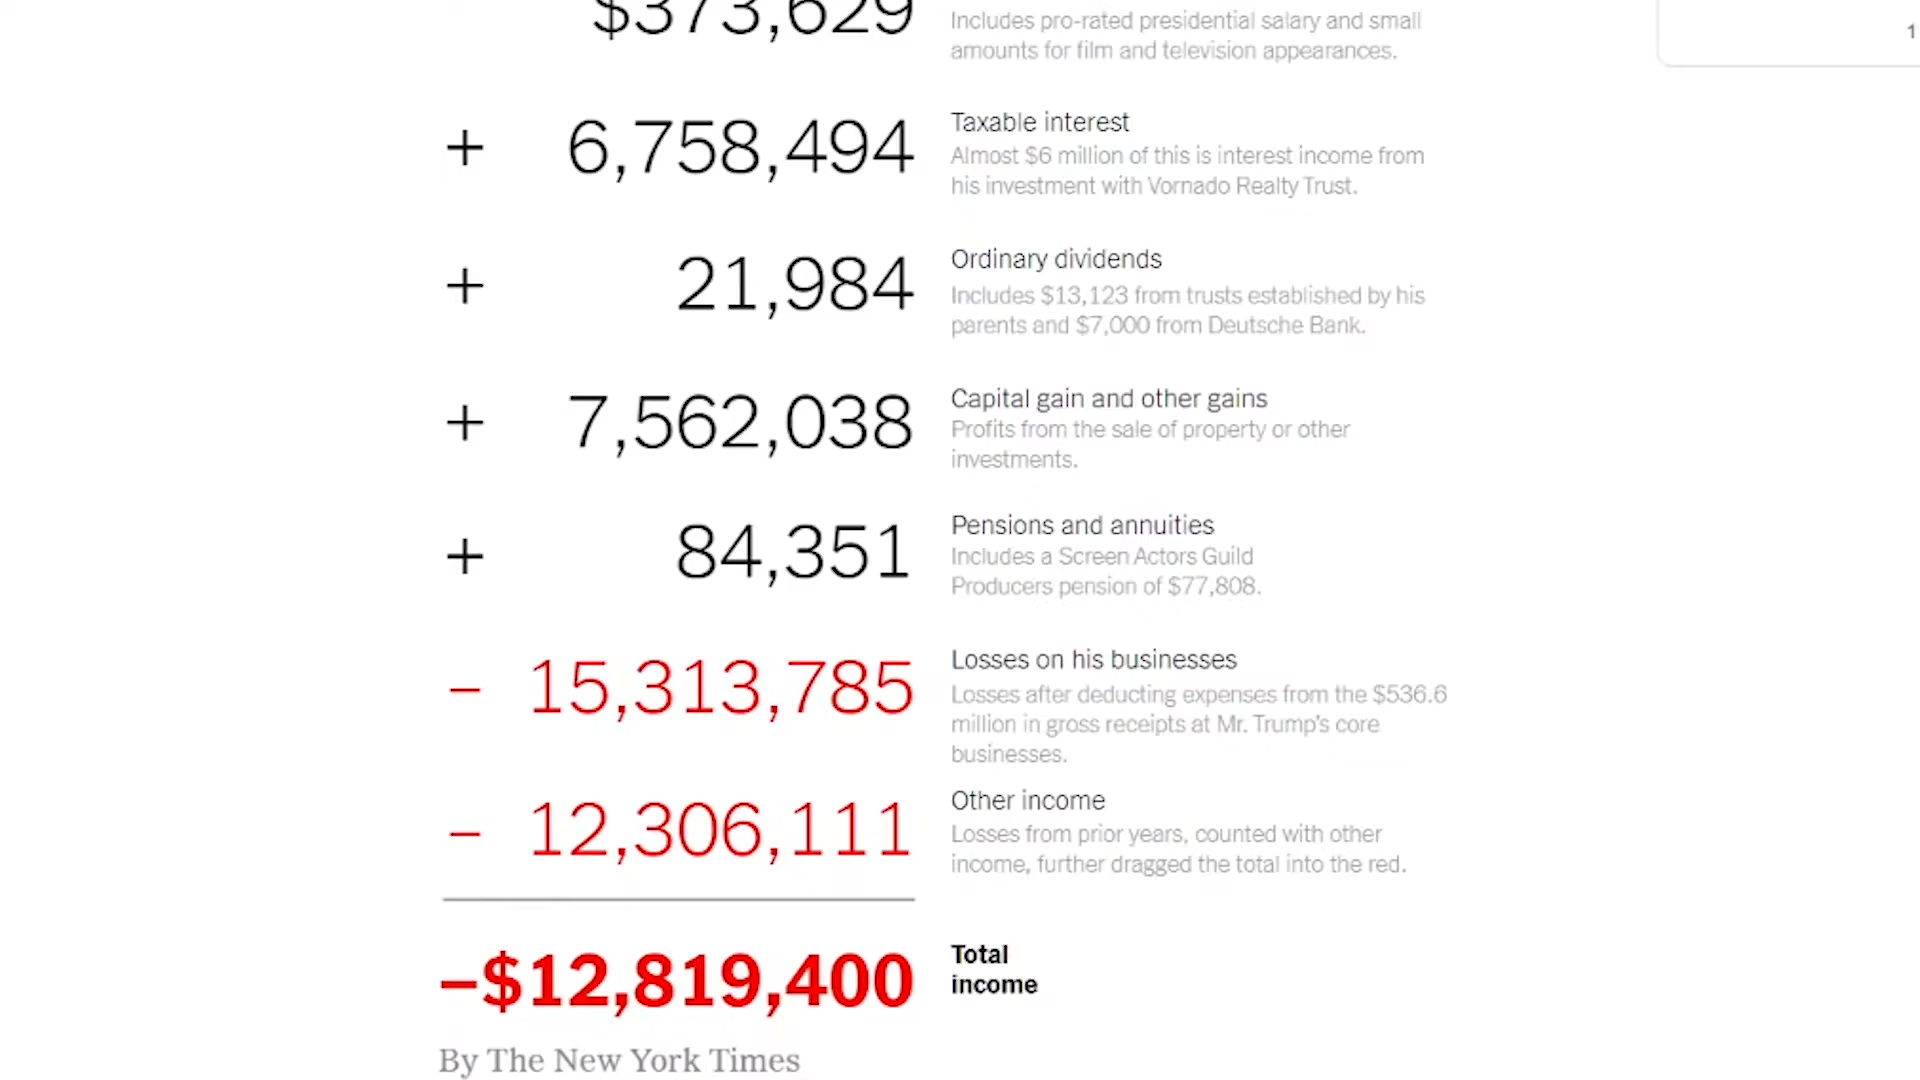 $373,629
Includes pro-rated presidential salary and small
amounts for film and television appearances.
1
+ 6,758,494
Taxable interest
Almost $6 million of this is interest income from
his investment with Vornado Realty Trust.
+ 21,984
Ordinary dividends
Includes $13,123 from trusts established by his
parents and $7,000 from Deutsche Bank.
+ 7,562,038
Capital gain and other gains
Profits from the sale of property or other
investments.
+ 84,351
Pensions and annuities
Includes a Screen Actors Guild
Producers pension of $77,808.
– 15,313,785
Losses on his businesses
Losses after deducting expenses from the $536.6
million in gross receipts at Mr. Trump’s core
businesses.
– 12,306,111
Other income
Losses from prior years, counted with other
income, further dragged the total into the red.
–$12,819,400
Total
income
By The New York Times